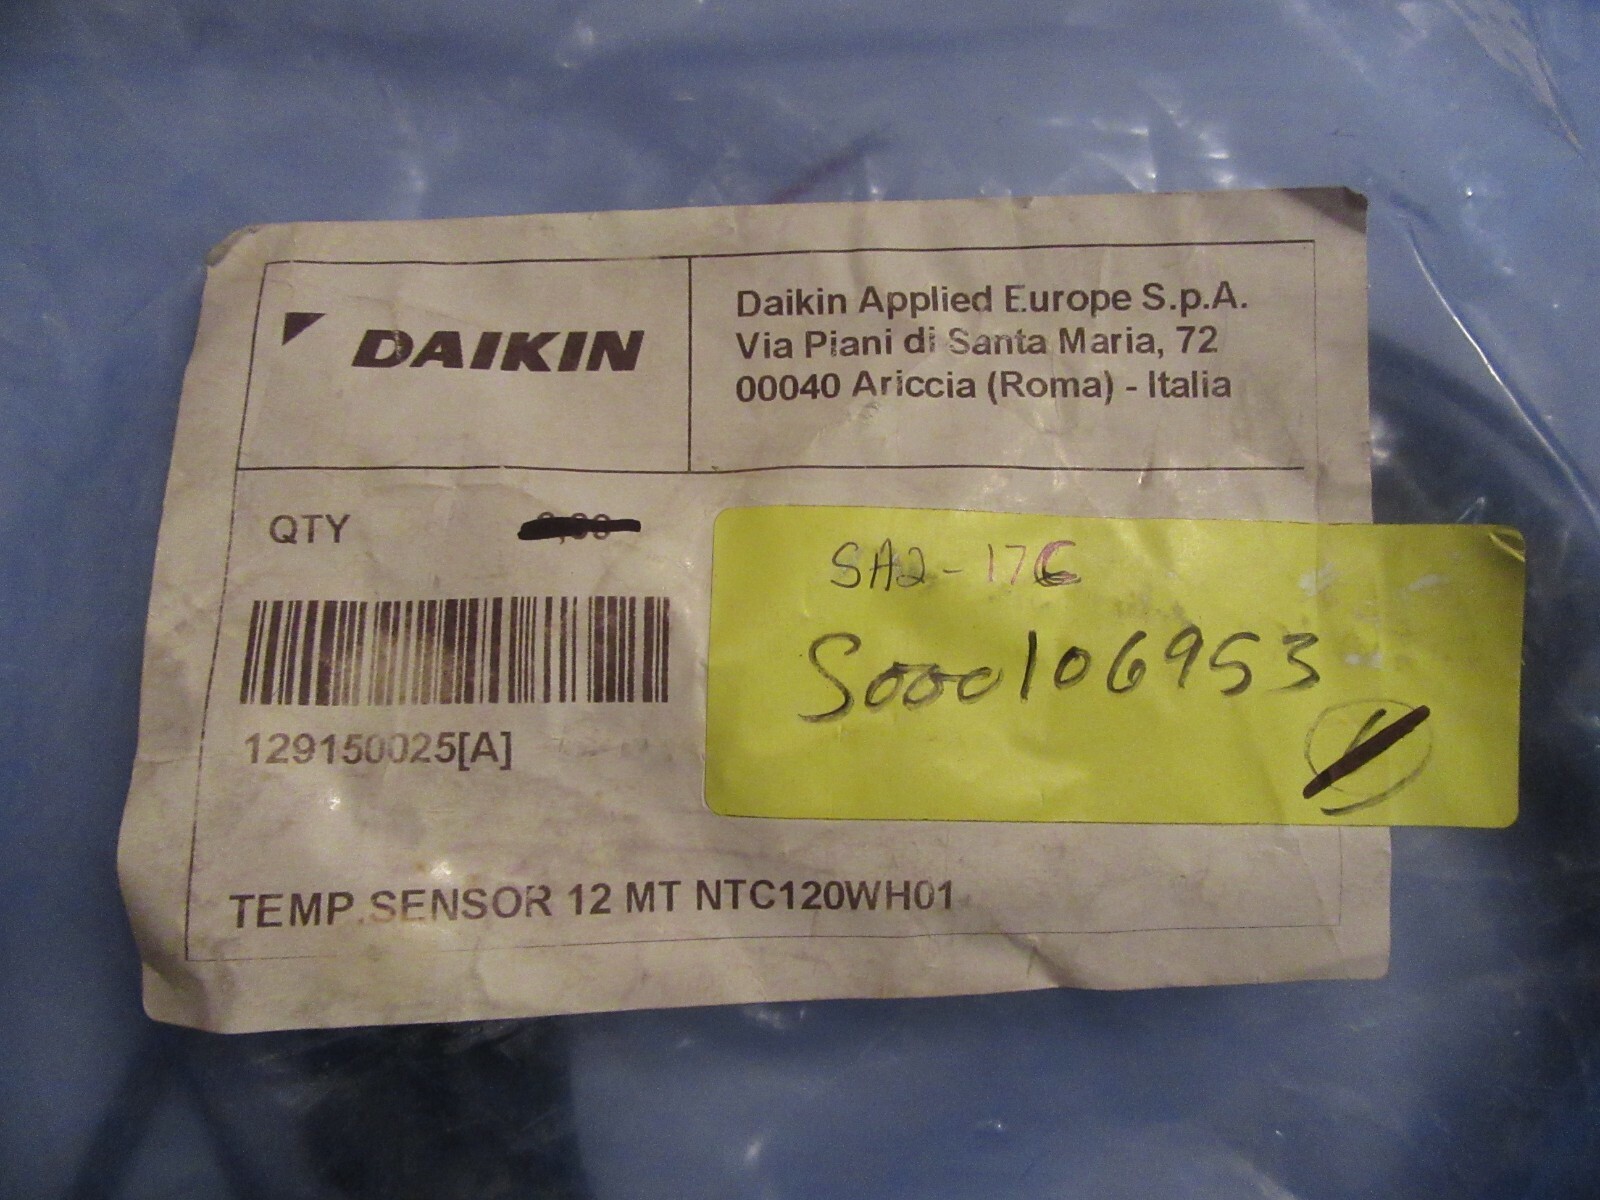 DAIKIN
Daikin Applied Europe S.p.A.
Via Piani di Santa Maria, 72
00040 Ariccia (Roma) - Italia
QTY
129150025[A]
SA2-176
S000106953
TEMP.SENSOR 12 MT NTC120WH01